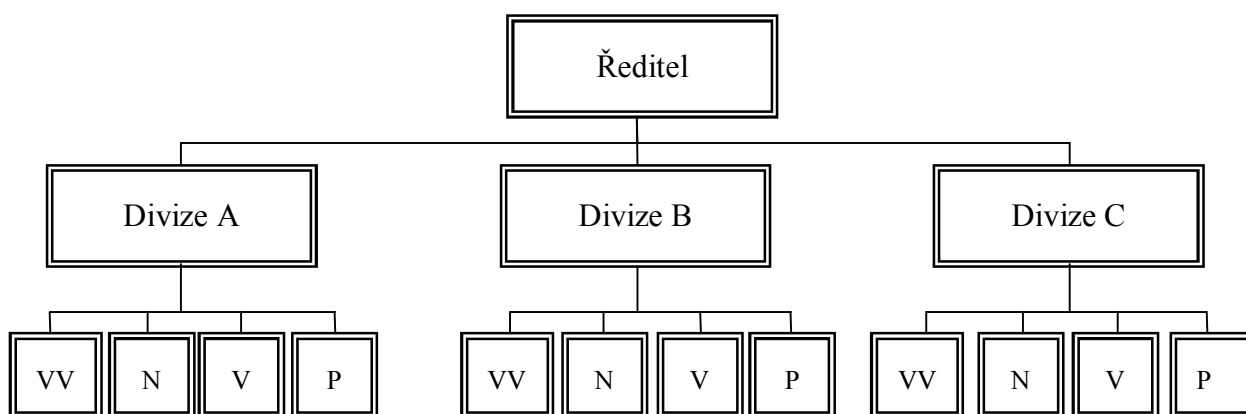 Ředitel
Divize A Divize B Divize C
VV N V P VV N V P VV N V P